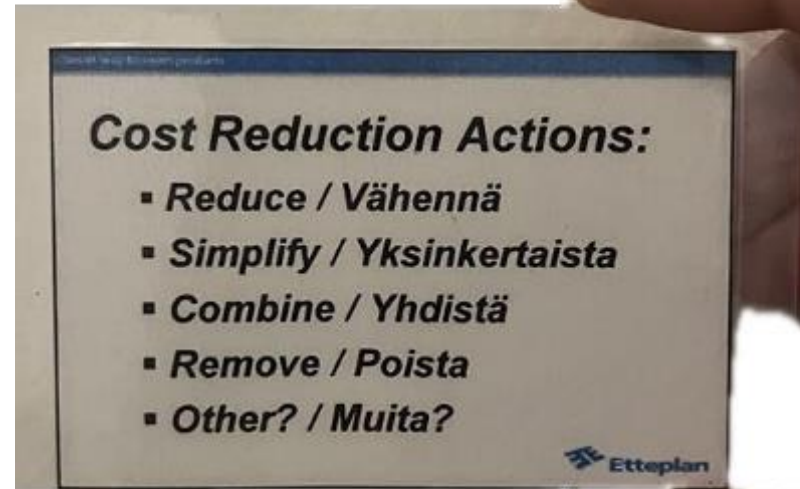 Cost Reduction Actions:
▪ Reduce / Vähennä
▪ Simplify / Yksinkertaista
▪ Combine / Yhdistä
▪ Remove / Poista
▪ Other? / Muita?
Etteplan